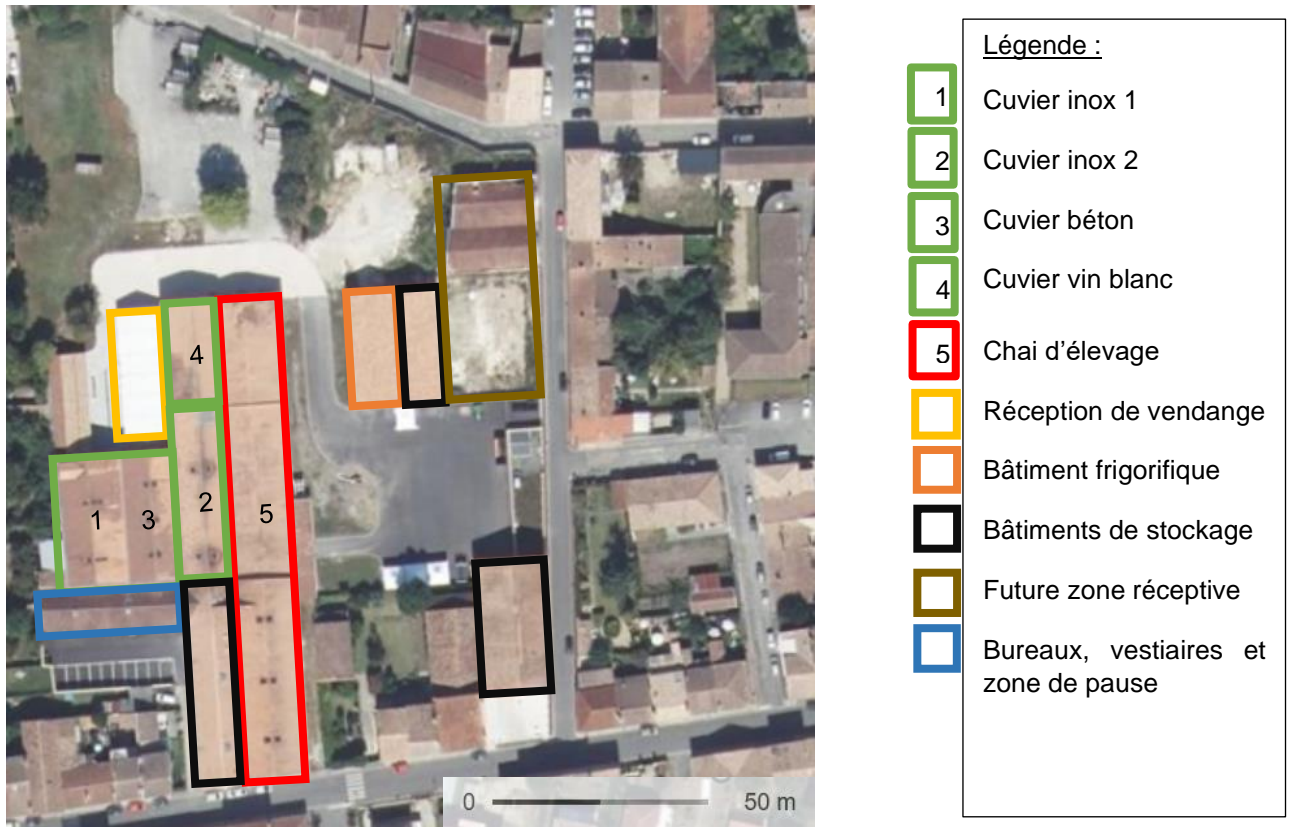 4
1
3
2
5
0 50 m
Légende :
1 Cuvier inox 1
2 Cuvier inox 2
3 Cuvier béton
4 Cuvier vin blanc
5 Chai d'élevage
Réception de vendange
Bâtiment frigorifique
Bâtiments de stockage
Future zone réceptive
Bureaux, vestiaires et
zone de pause